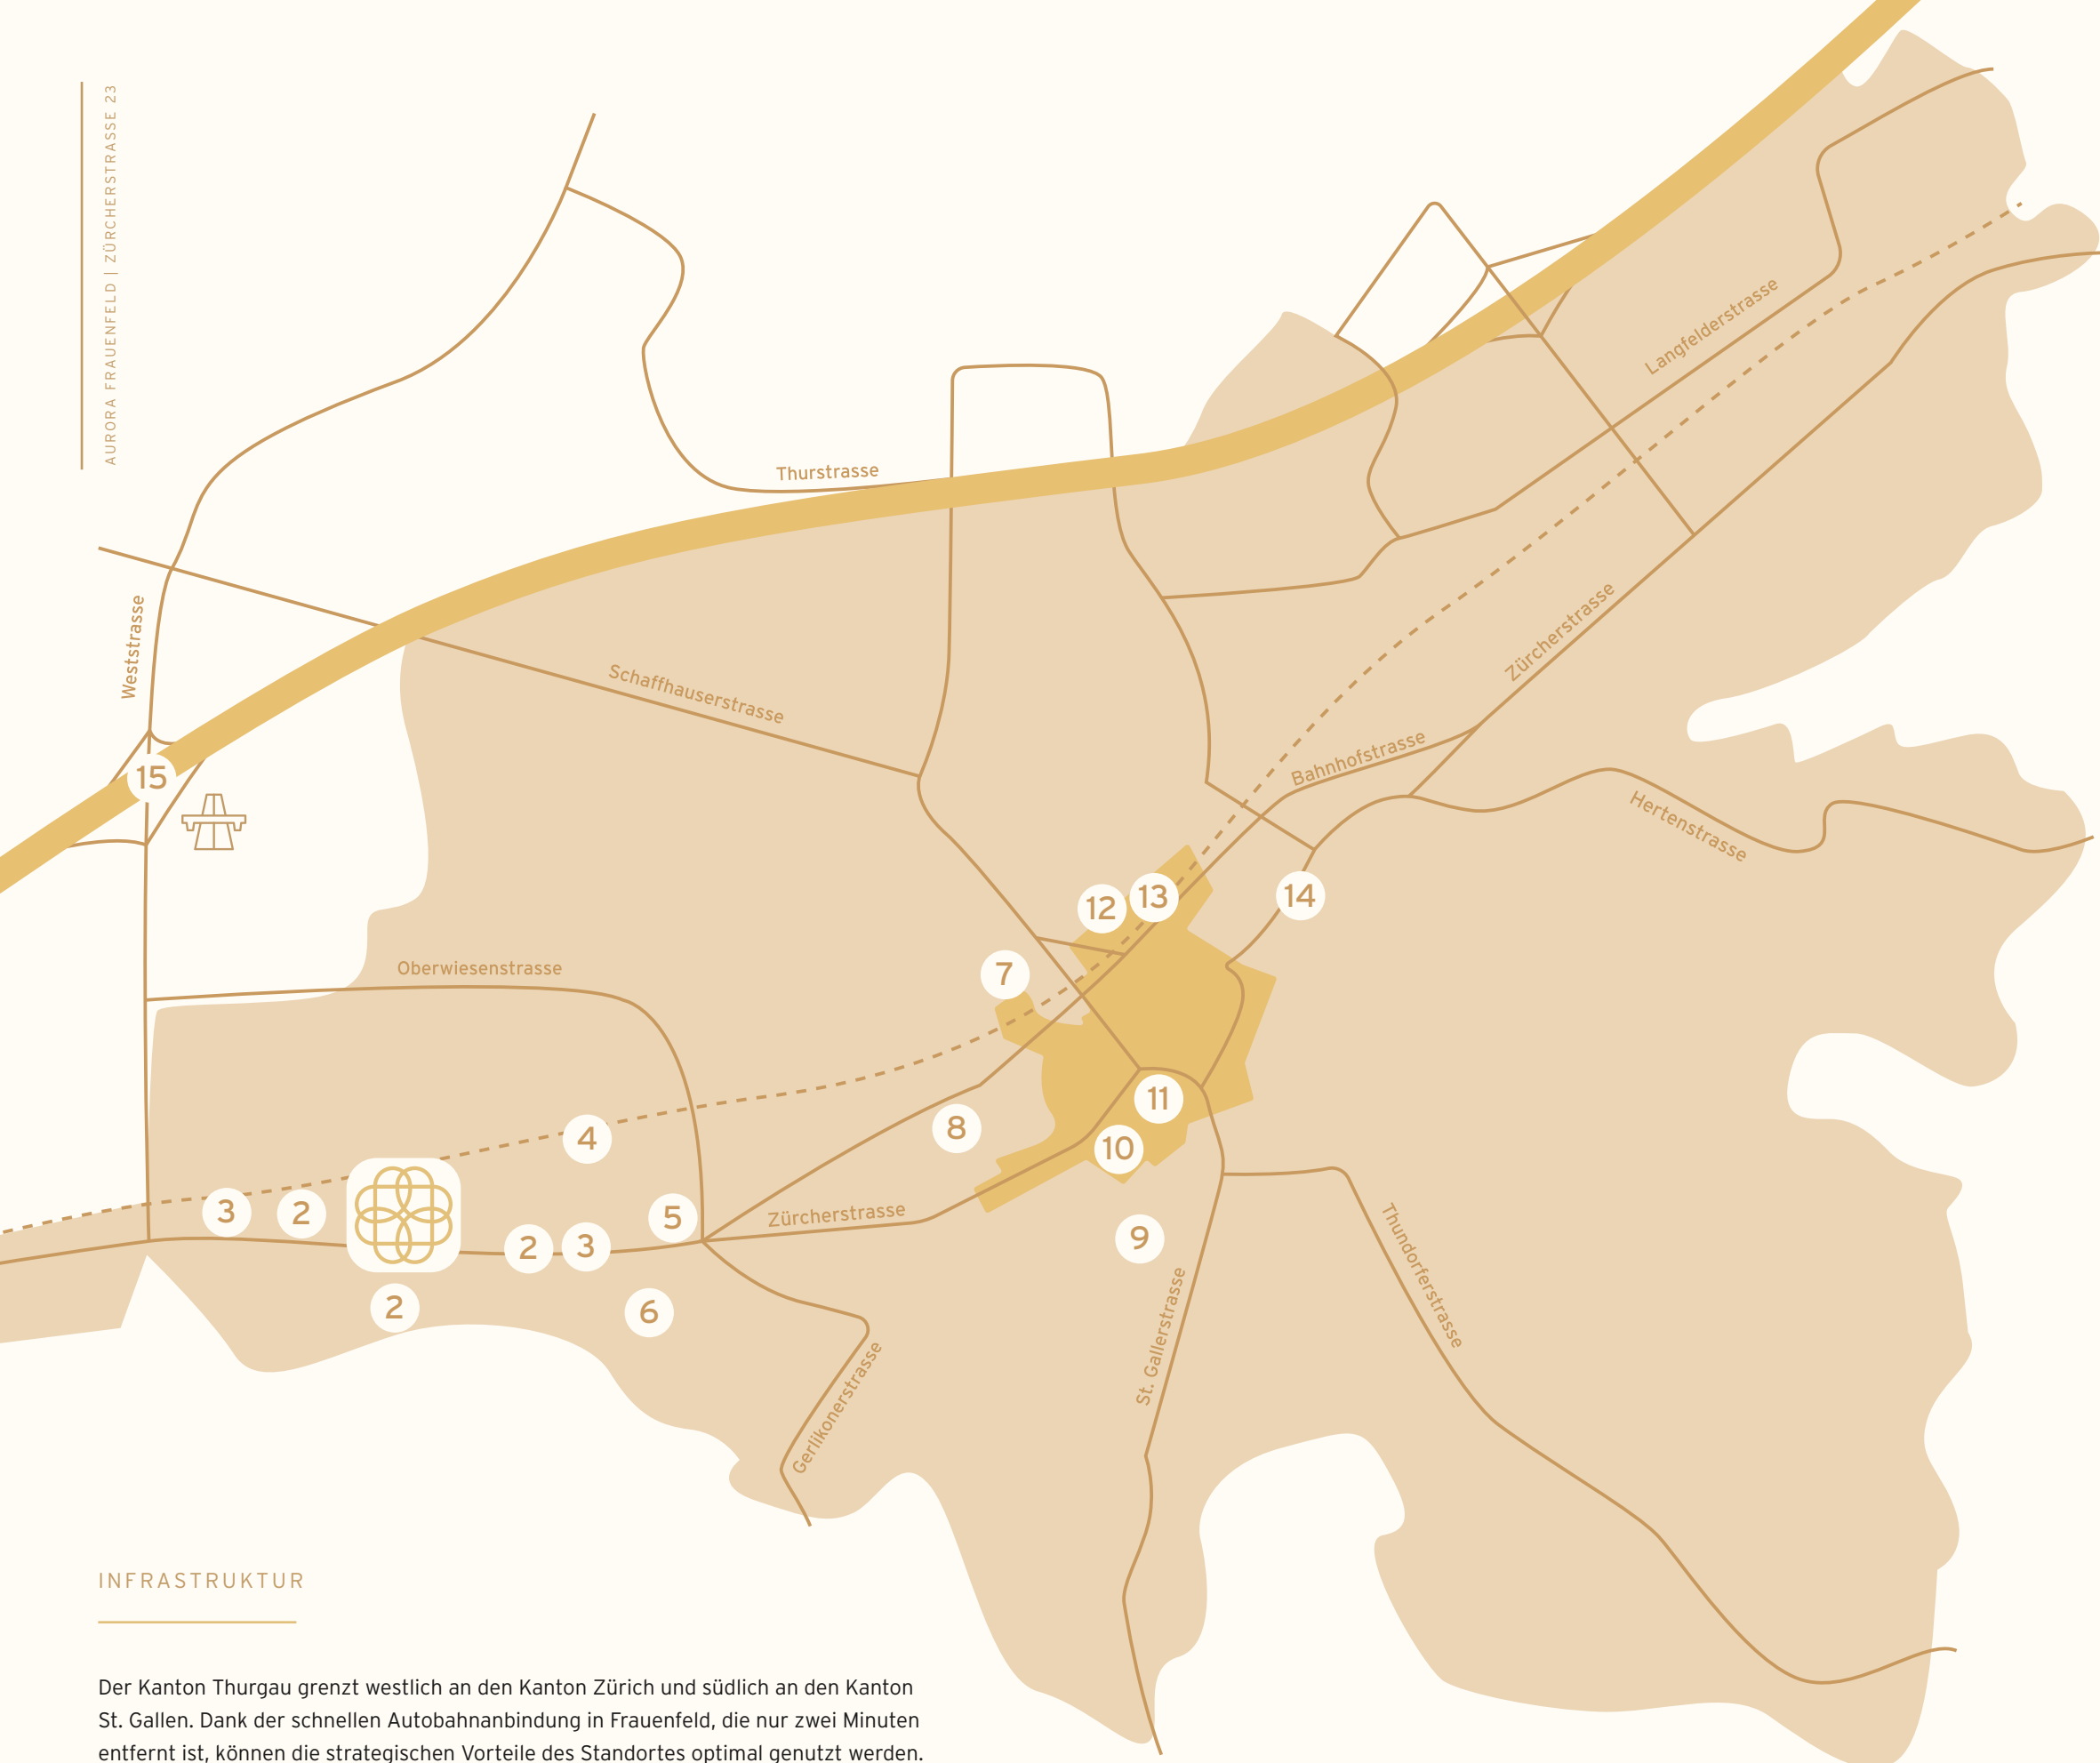 AURORA FRAUENFELD | ZÜRCHERSTRASSE 23
Langfelderstrasse
Thurstrasse
Weststrasse
Schaffhauserstrasse
Zürcherstrasse
Bahnhofstrasse
15
Hertenstrasse
12
13
14
7
Oberwiesenstrasse
11
8
4
10
3
2
5
Zürcherstrasse
9
2
3
Thundorferstrasse
2
6
St. Gallerstrasse
Gerlikonerstrasse
INFRASTRUKTUR
Der Kanton Thurgau grenzt westlich an den Kanton Zürich und südlich an den Kanton
St. Gallen. Dank der schnellen Autobahnanbindung in Frauenfeld, die nur zwei Minuten
entfernt ist, können die strategischen Vorteile des Standortes optimal genutzt werden.